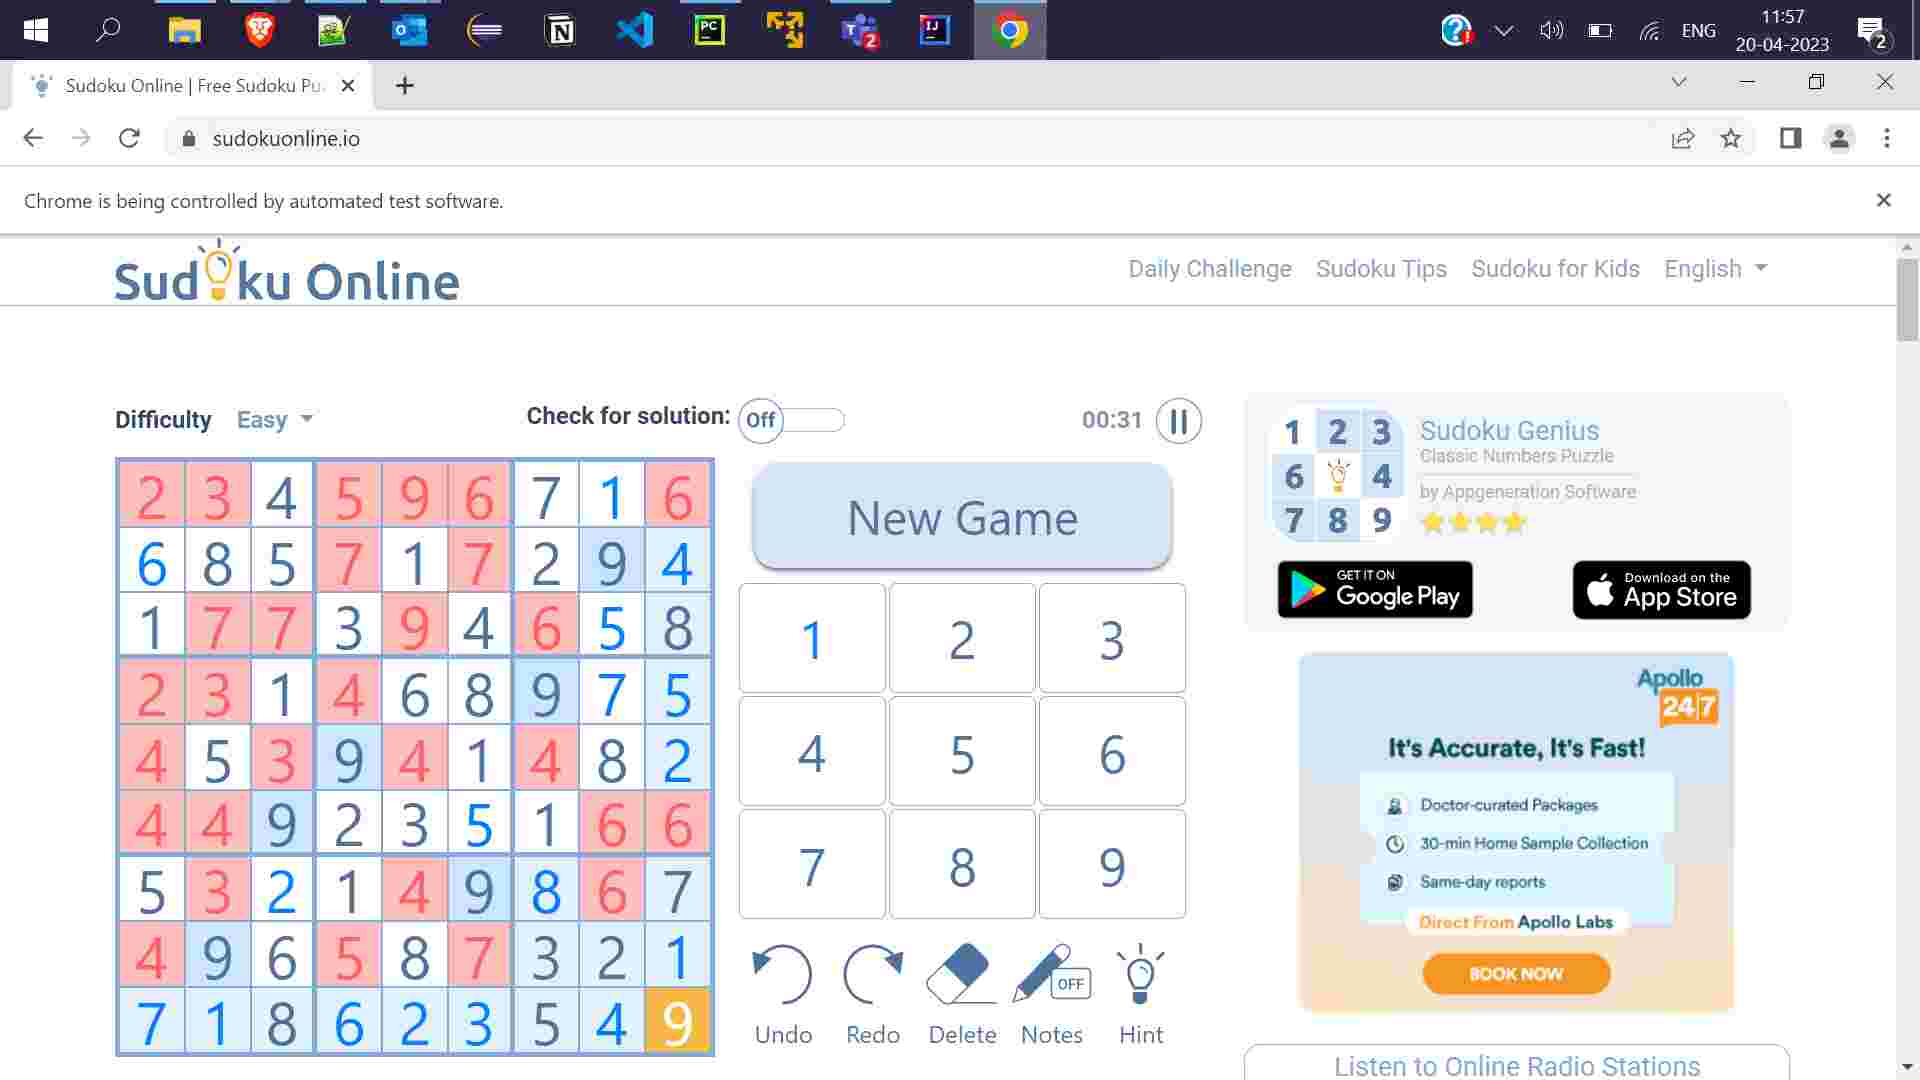 ENG
11:57
20-04-2023
2
PC
2
IJ
Sudoku Online | Free Sudoku Pu
sudokuonline.io
Chrome is being controlled by automated test software.
Sudoku Online
Daily Challenge Sudoku Tips Sudoku for Kids English
Difficulty Easy
Check for solution: Off
00:31
2 3 4 5 9 6 7 1 6
6 8 5 7 1 7 2 9 4
1 7 7 3 9 4 6 5 8
2 3 1 4 6 8 9 7 5
4 5 3 9 4 1 4 8 2
4 4 9 2 3 5 1 6 6
5 3 2 1 4 9 8 6 7
4 9 6 5 8 7 3 2 1
7 1 8 6 2 3 5 4 9
New Game
1 2 3
4 5 6
7 8 9
OFF
Undo Redo Delete Notes Hint
1 2 3
6 4
7 8 9
Sudoku Genius
Classic Numbers Puzzle
by Appgeneration Software
GET IT ON
Google Play
Download on the
App Store
Apollo
24|7
It's Accurate, It's Fast!
Doctor-curated Packages
30-min Home Sample Collection
Same-day reports
Direct From Apollo Labs
BOOK NOW
Listen to Online Radio Stations